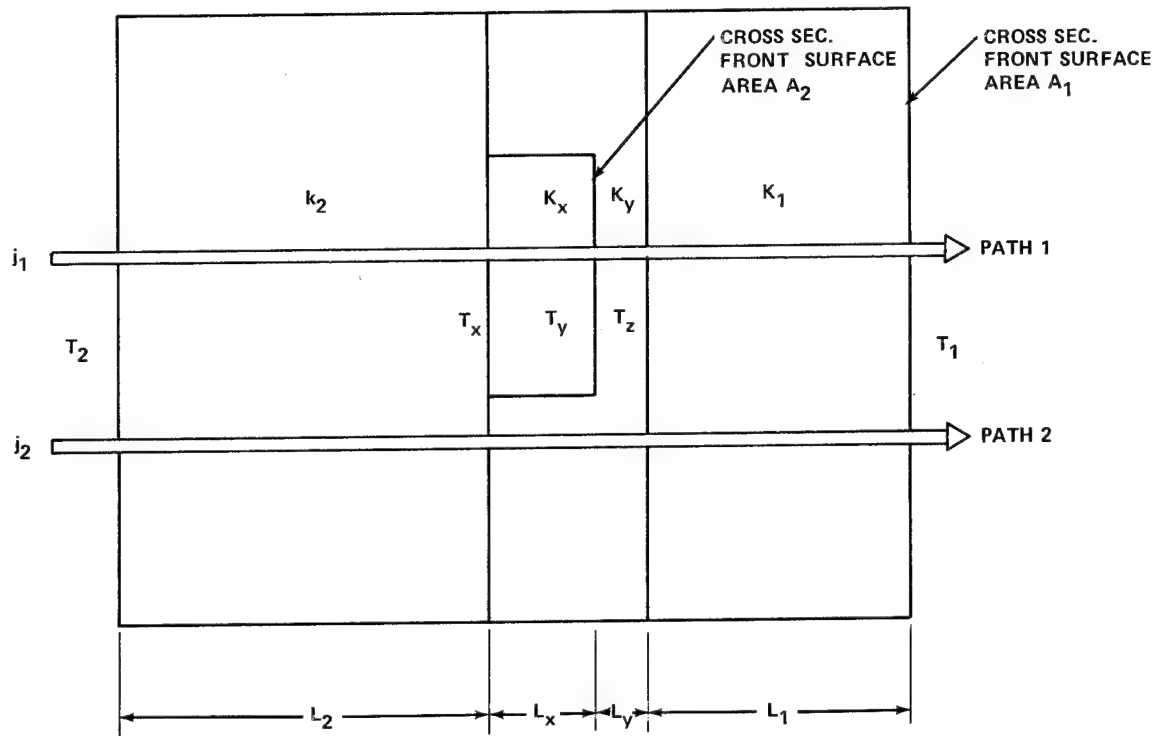 CROSS SEC.
FRONT SURFACE
AREA A2
CROSS SEC.
FRONT SURFACE
AREA A1
k2
Kx
Ky
K1
j1
PATH 1
T2
Tx
Ty
Tz
T1
j2
PATH 2
L2
Lx
Ly
L1